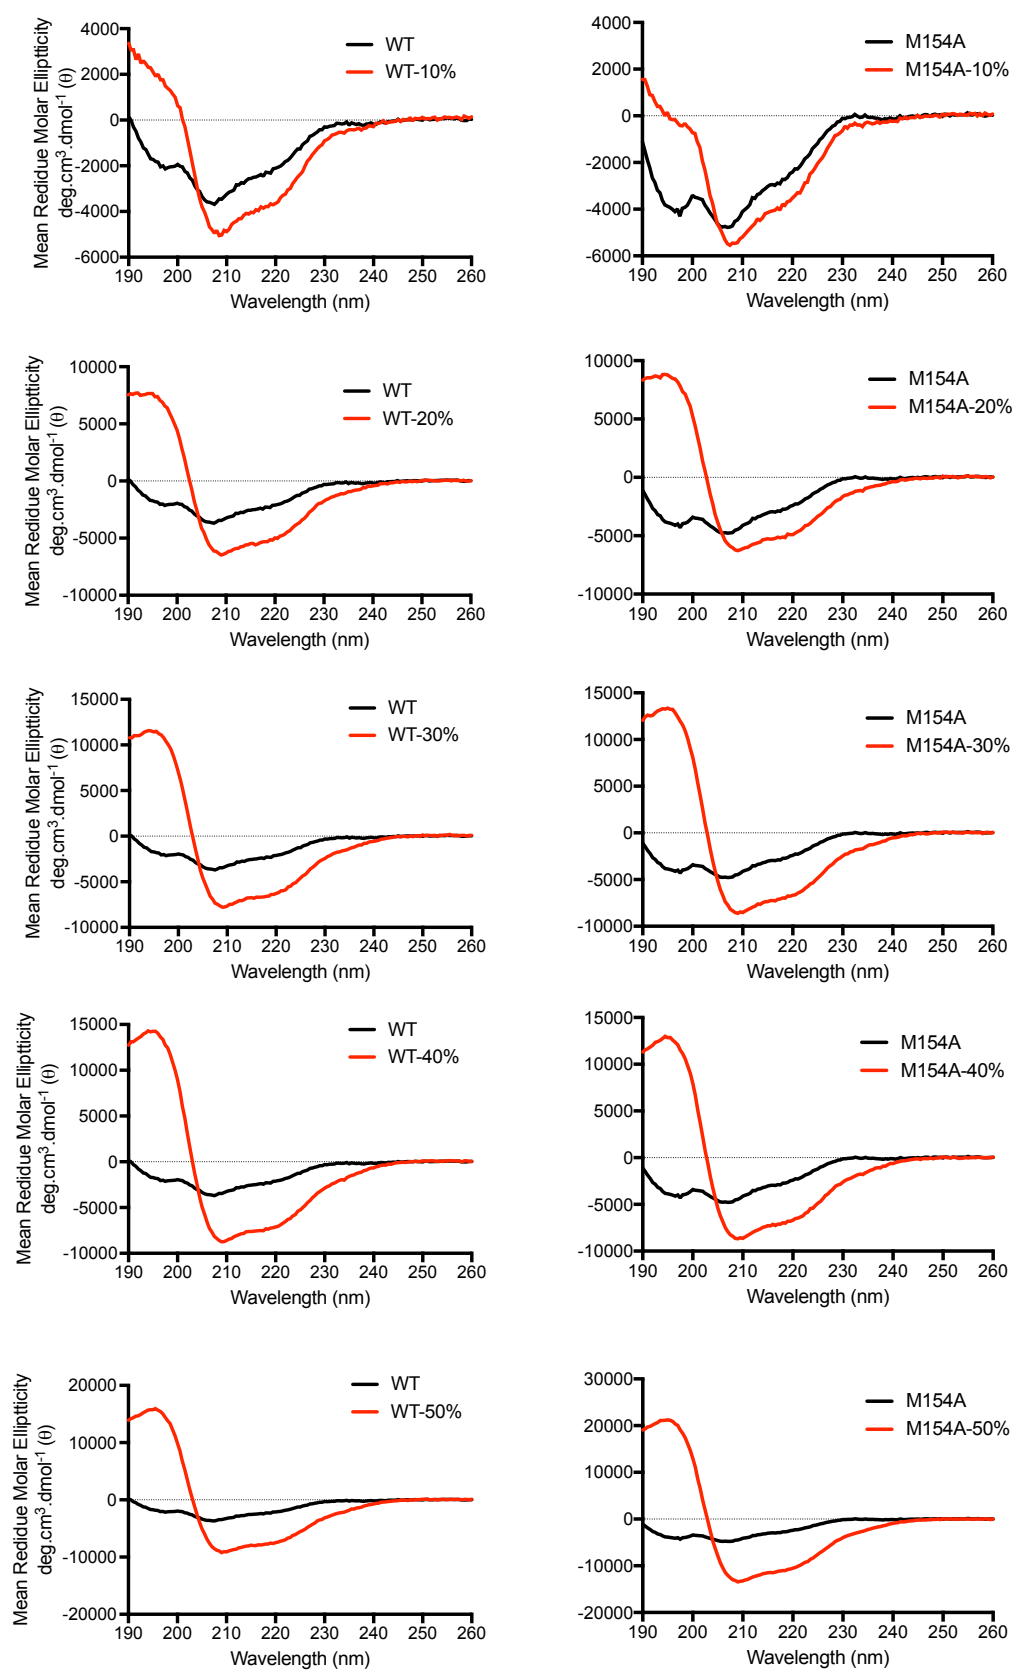 4000
2000
0
-2000
-4000
-6000
Mean Redidue Molar Elliptticity
deg.cm³.dmol⁻¹ (θ)
WT
WT-10%
190 200 210 220 230 240 250 260
Wavelength (nm)
4000
2000
0
-2000
-4000
-6000
M154A
M154A-10%
190 200 210 220 230 240 250 260
Wavelength (nm)
10000
5000
0
-5000
-10000
Mean Redidue Molar Elliptticity
deg.cm³.dmol⁻¹ (θ)
WT
WT-20%
190 200 210 220 230 240 250 260
Wavelength (nm)
10000
5000
0
-5000
-10000
M154A
M154A-20%
190 200 210 220 230 240 250 260
Wavelength (nm)
15000
10000
5000
0
-5000
-10000
Mean Redidue Molar Elliptticity
deg.cm³.dmol⁻¹ (θ)
WT
WT-30%
190 200 210 220 230 240 250 260
Wavelength (nm)
15000
10000
5000
0
-5000
-10000
M154A
M154A-30%
190 200 210 220 230 240 250 260
Wavelength (nm)
15000
10000
5000
0
-5000
-10000
Mean Redidue Molar Elliptticity
deg.cm³.dmol⁻¹ (θ)
WT
WT-40%
190 200 210 220 230 240 250 260
Wavelength (nm)
15000
10000
5000
0
-5000
-10000
M154A
M154A-40%
190 200 210 220 230 240 250 260
Wavelength (nm)
20000
10000
0
-10000
-20000
Mean Redidue Molar Elliptticity
deg.cm³.dmol⁻¹ (θ)
WT
WT-50%
190 200 210 220 230 240 250 260
Wavelength (nm)
30000
20000
10000
0
-10000
-20000
M154A
M154A-50%
190 200 210 220 230 240 250 260
Wavelength (nm)